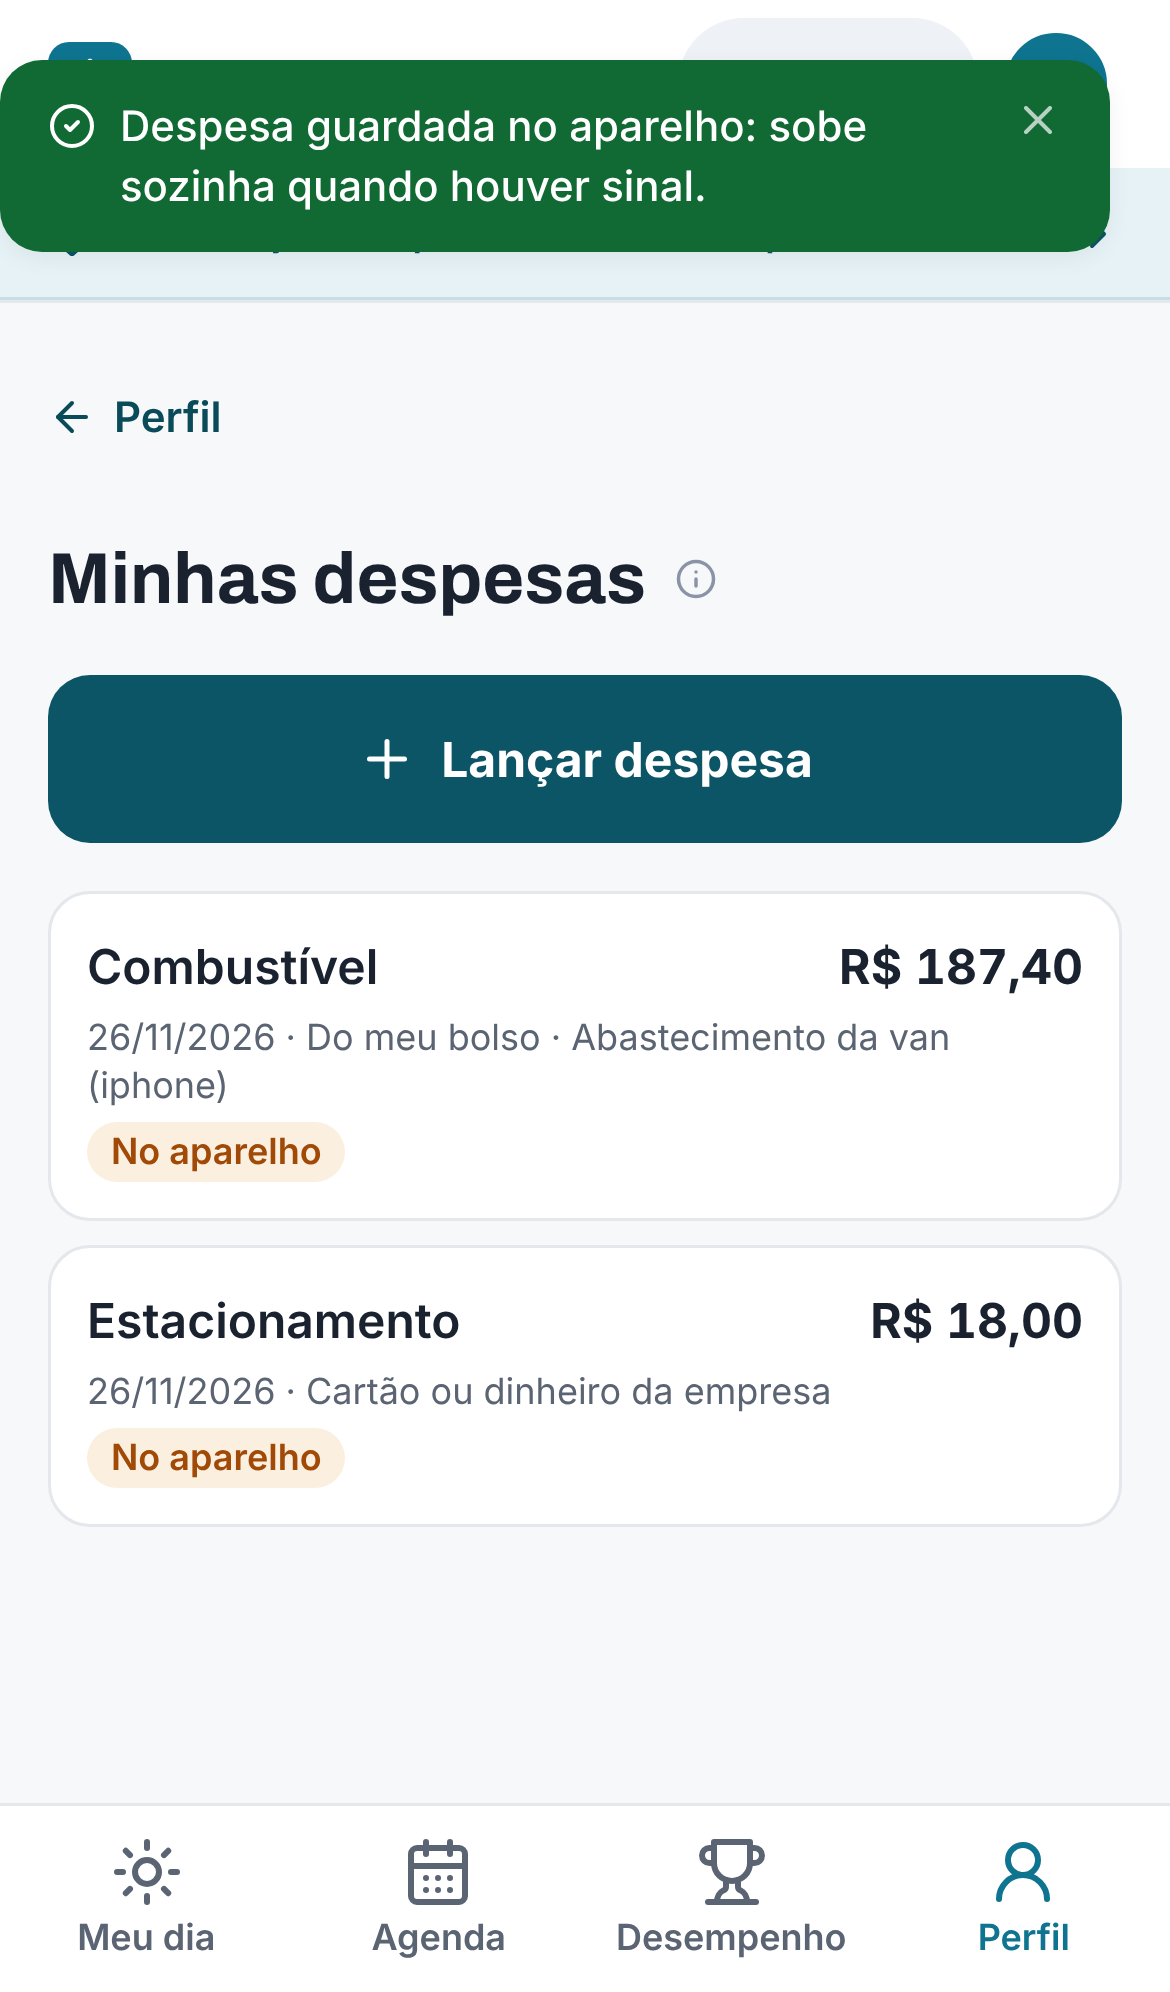 Despesa guardada no aparelho: sobe
sozinha quando houver sinal.
Perfil
Minhas despesas
Lançar despesa
Combustível
R$ 187,40
26/11/2026 · Do meu bolso · Abastecimento da van
(iphone)
No aparelho
Estacionamento
R$ 18,00
26/11/2026 · Cartão ou dinheiro da empresa
No aparelho
Meu dia
Agenda
Desempenho
Perfil